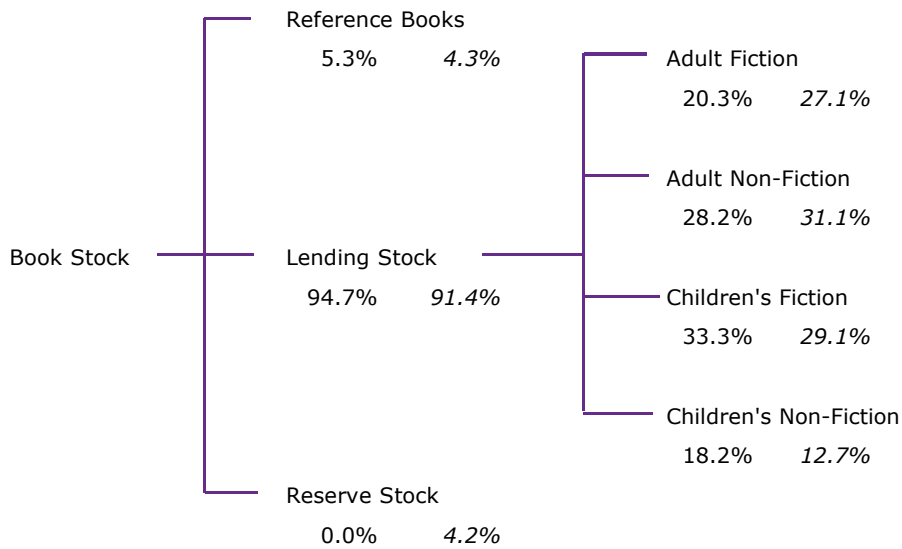 Reference Books
5.3% 4.3%
Adult Fiction
20.3% 27.1%
Adult Non-Fiction
28.2% 31.1%
Book Stock
Lending Stock
94.7% 91.4%
Children's Fiction
33.3% 29.1%
Children's Non-Fiction
18.2% 12.7%
Reserve Stock
0.0% 4.2%